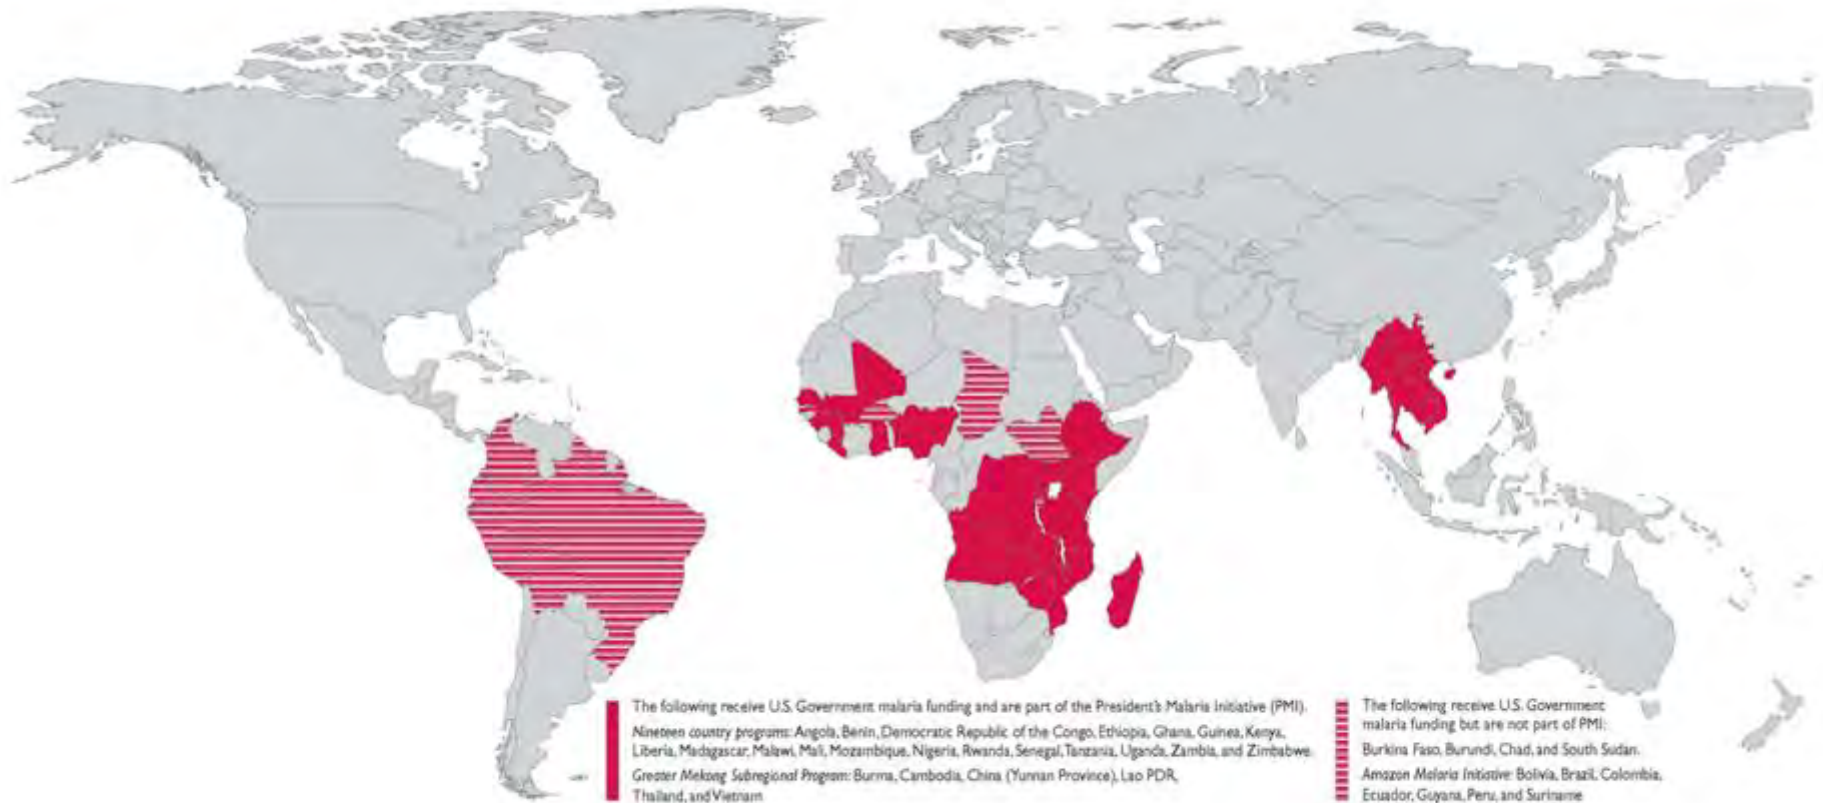 The following receive U.S. Government malaria funding and are part of the President's Malaria Initiative (PMI).
Nineteen country programs: Angola, Benin, Democratic Republic of the Congo, Ethiopia, Ghana, Guinea, Kenya,
Liberia, Madagascar, Malawi, Mali, Mozambique, Nigeria, Rwanda, Senegal, Tanzania, Uganda, Zambia, and Zimbabwe.
Greater Mekong Subregional Program: Burma, Cambodia, China (Yunnan Province), Lao PDR,
Thailand, and Vietnam
The following receive U.S. Government
malaria funding but are not part of PMI:
Burkina Faso, Burundi, Chad, and South Sudan.
Amazon Malaria Initiative: Bolivia, Brazil, Colombia,
Ecuador, Guyana, Peru, and Suriname